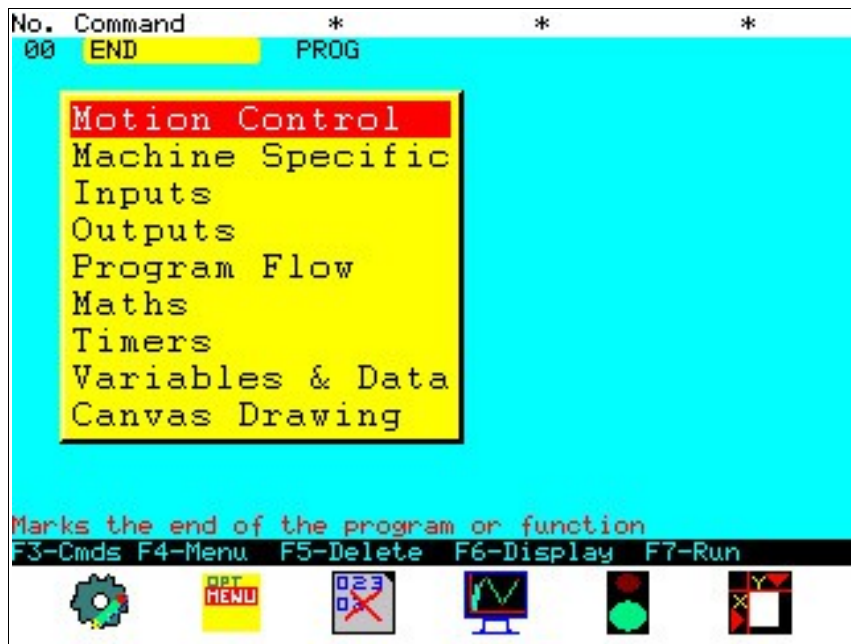 No. Command * * *
00 END PROG
Motion Control
Machine Specific
Inputs
Outputs
Program Flow
Maths
Timers
Variables & Data
Canvas Drawing
Marks the end of the program or function
F3-Cmds F4-Menu F5-Delete F6-Display F7-Run
OPT
MENU
023
0
Y
X